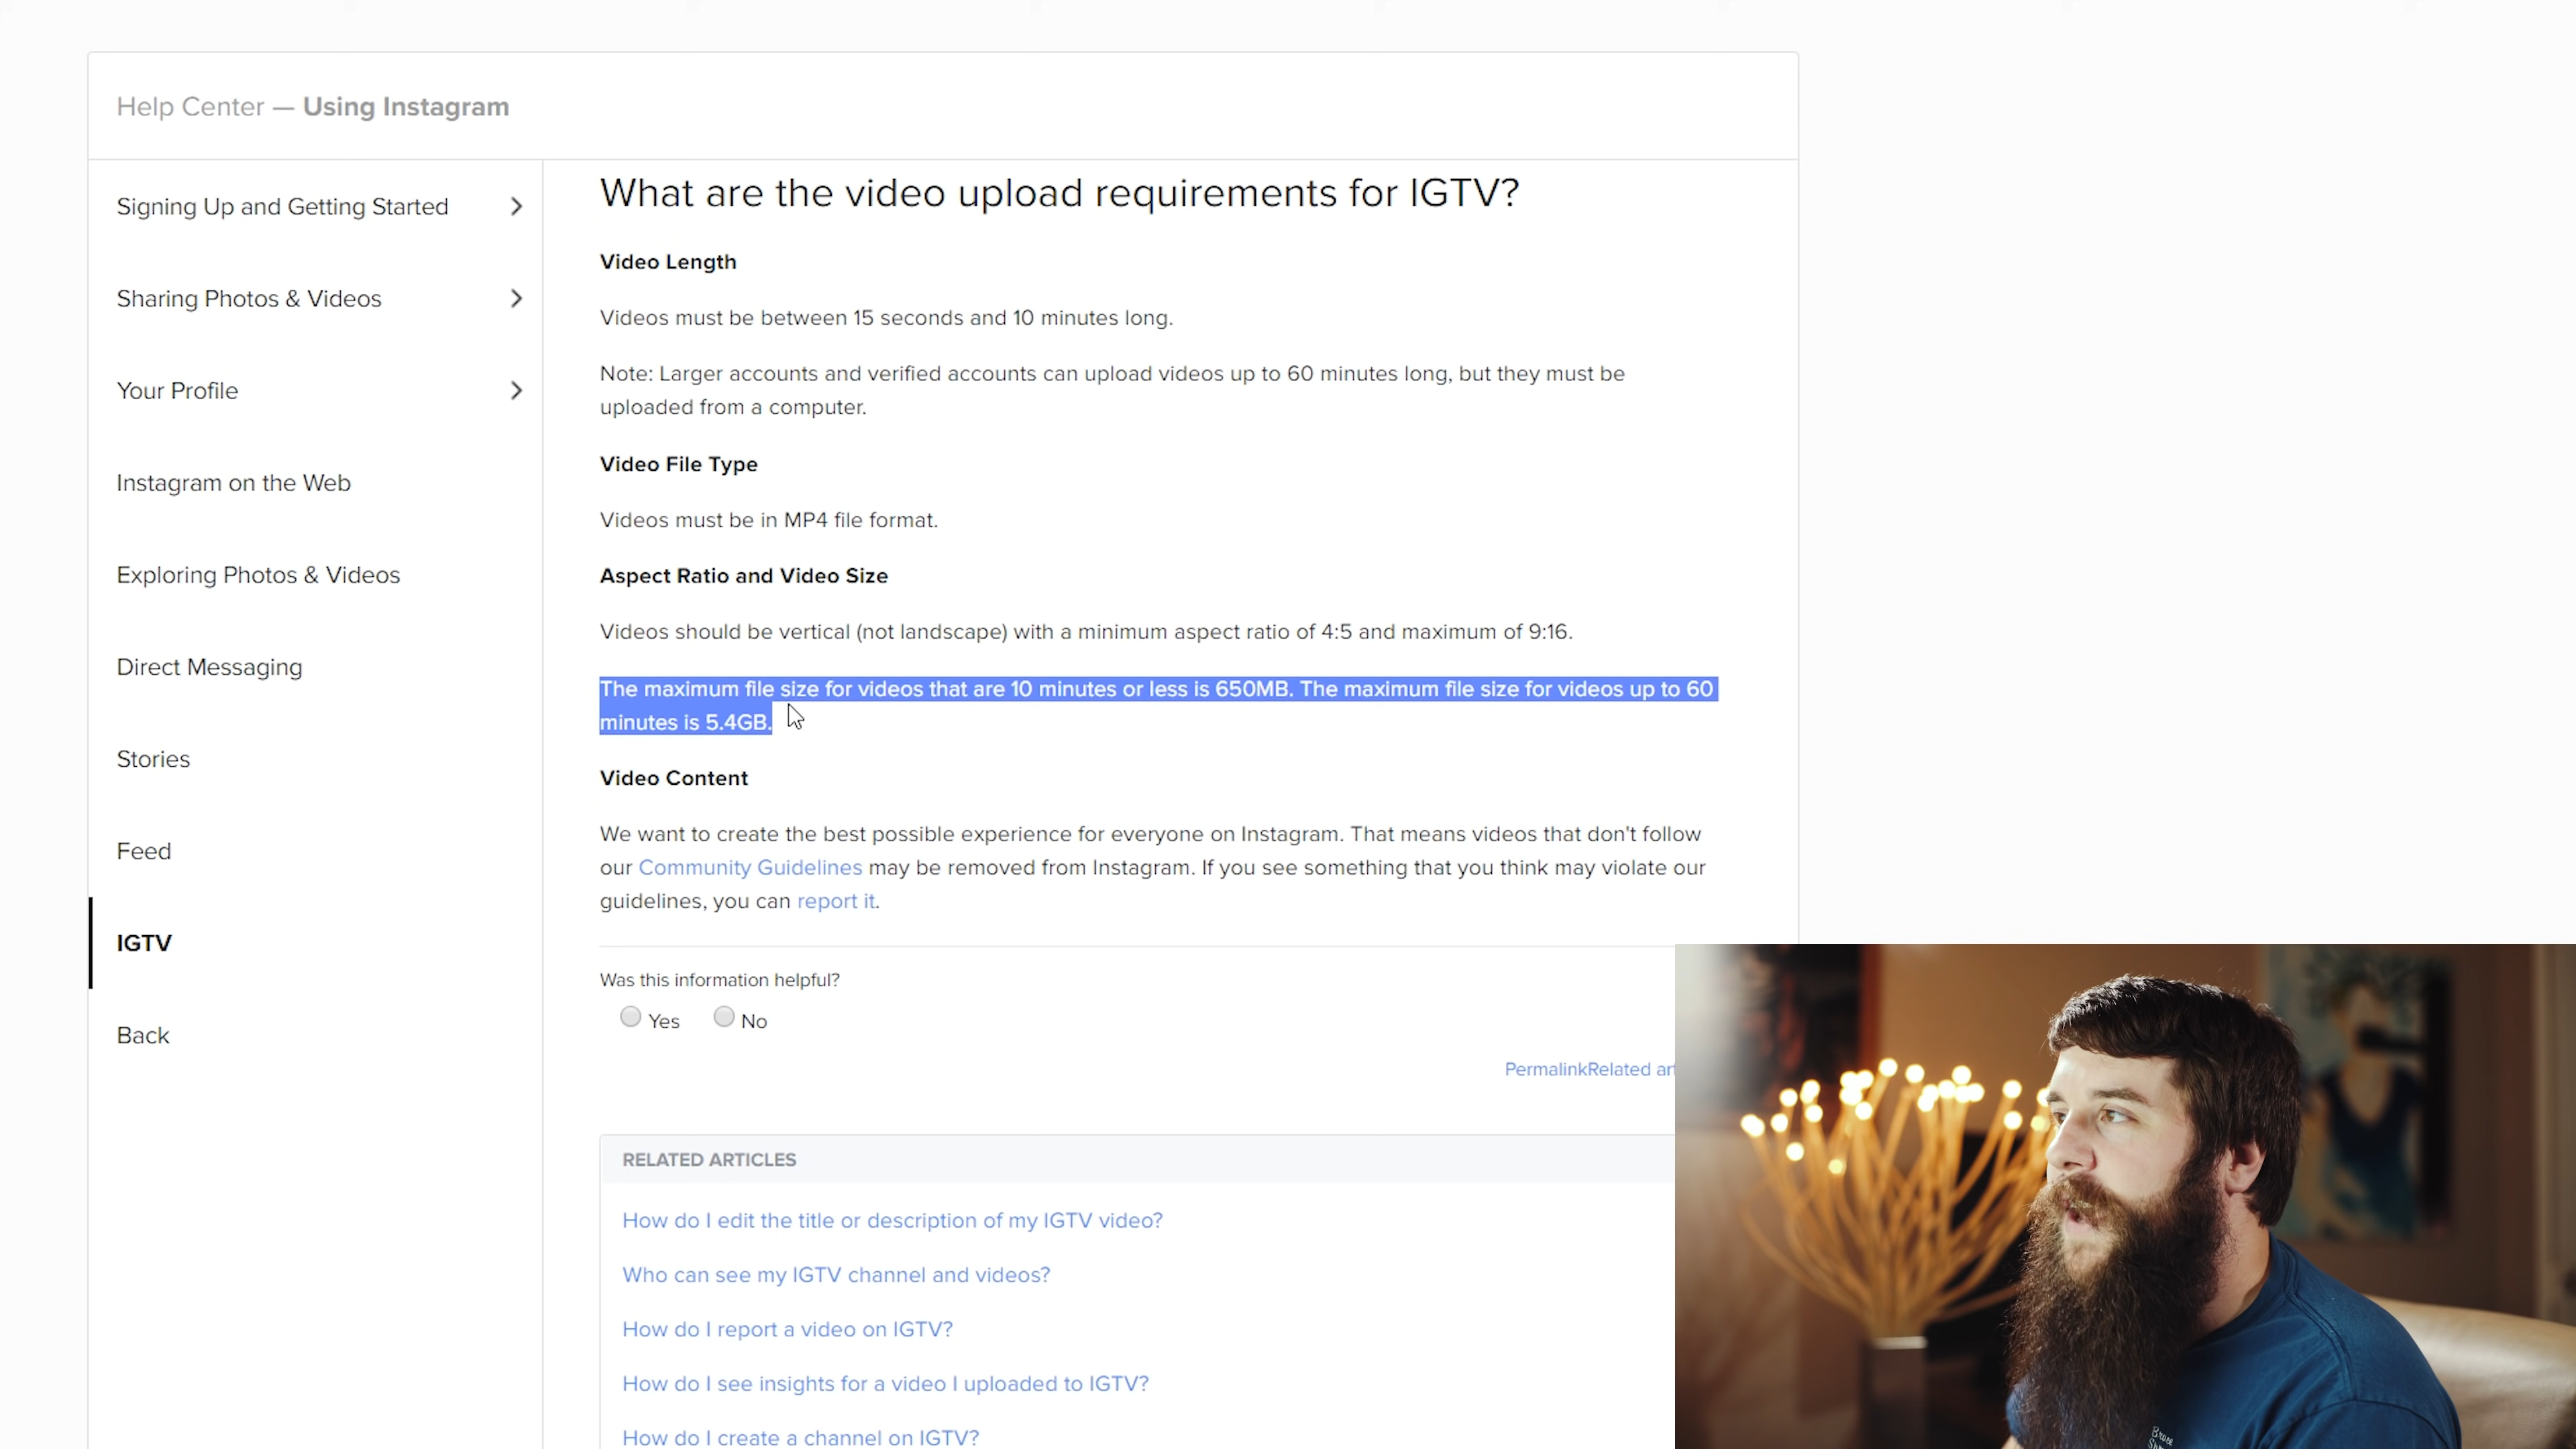 Help Center — Using Instagram
Signing Up and Getting Started
Sharing Photos & Videos
Your Profile
Instagram on the Web
Exploring Photos & Videos
Direct Messaging
Stories
Feed
IGTV
Back
What are the video upload requirements for IGTV?
Video Length
Videos must be between 15 seconds and 10 minutes long.
Note: Larger accounts and verified accounts can upload videos up to 60 minutes long, but they must be
uploaded from a computer.
Video File Type
Videos must be in MP4 file format.
Aspect Ratio and Video Size
Videos should be vertical (not landscape) with a minimum aspect ratio of 4:5 and maximum of 9:16.
The maximum file size for videos that are 10 minutes or less is 650MB. The maximum file size for videos up to 60
minutes is 5.4GB.
Video Content
We want to create the best possible experience for everyone on Instagram. That means videos that don't follow
our Community Guidelines may be removed from Instagram. If you see something that you think may violate our
guidelines, you can report it.
Was this information helpful?
Yes No
PermalinkRelated
RELATED ARTICLES
How do I edit the title or description of my IGTV video?
Who can see my IGTV channel and videos?
How do I report a video on IGTV?
How do I see insights for a video I uploaded to IGTV?
How do I create a channel on IGTV?